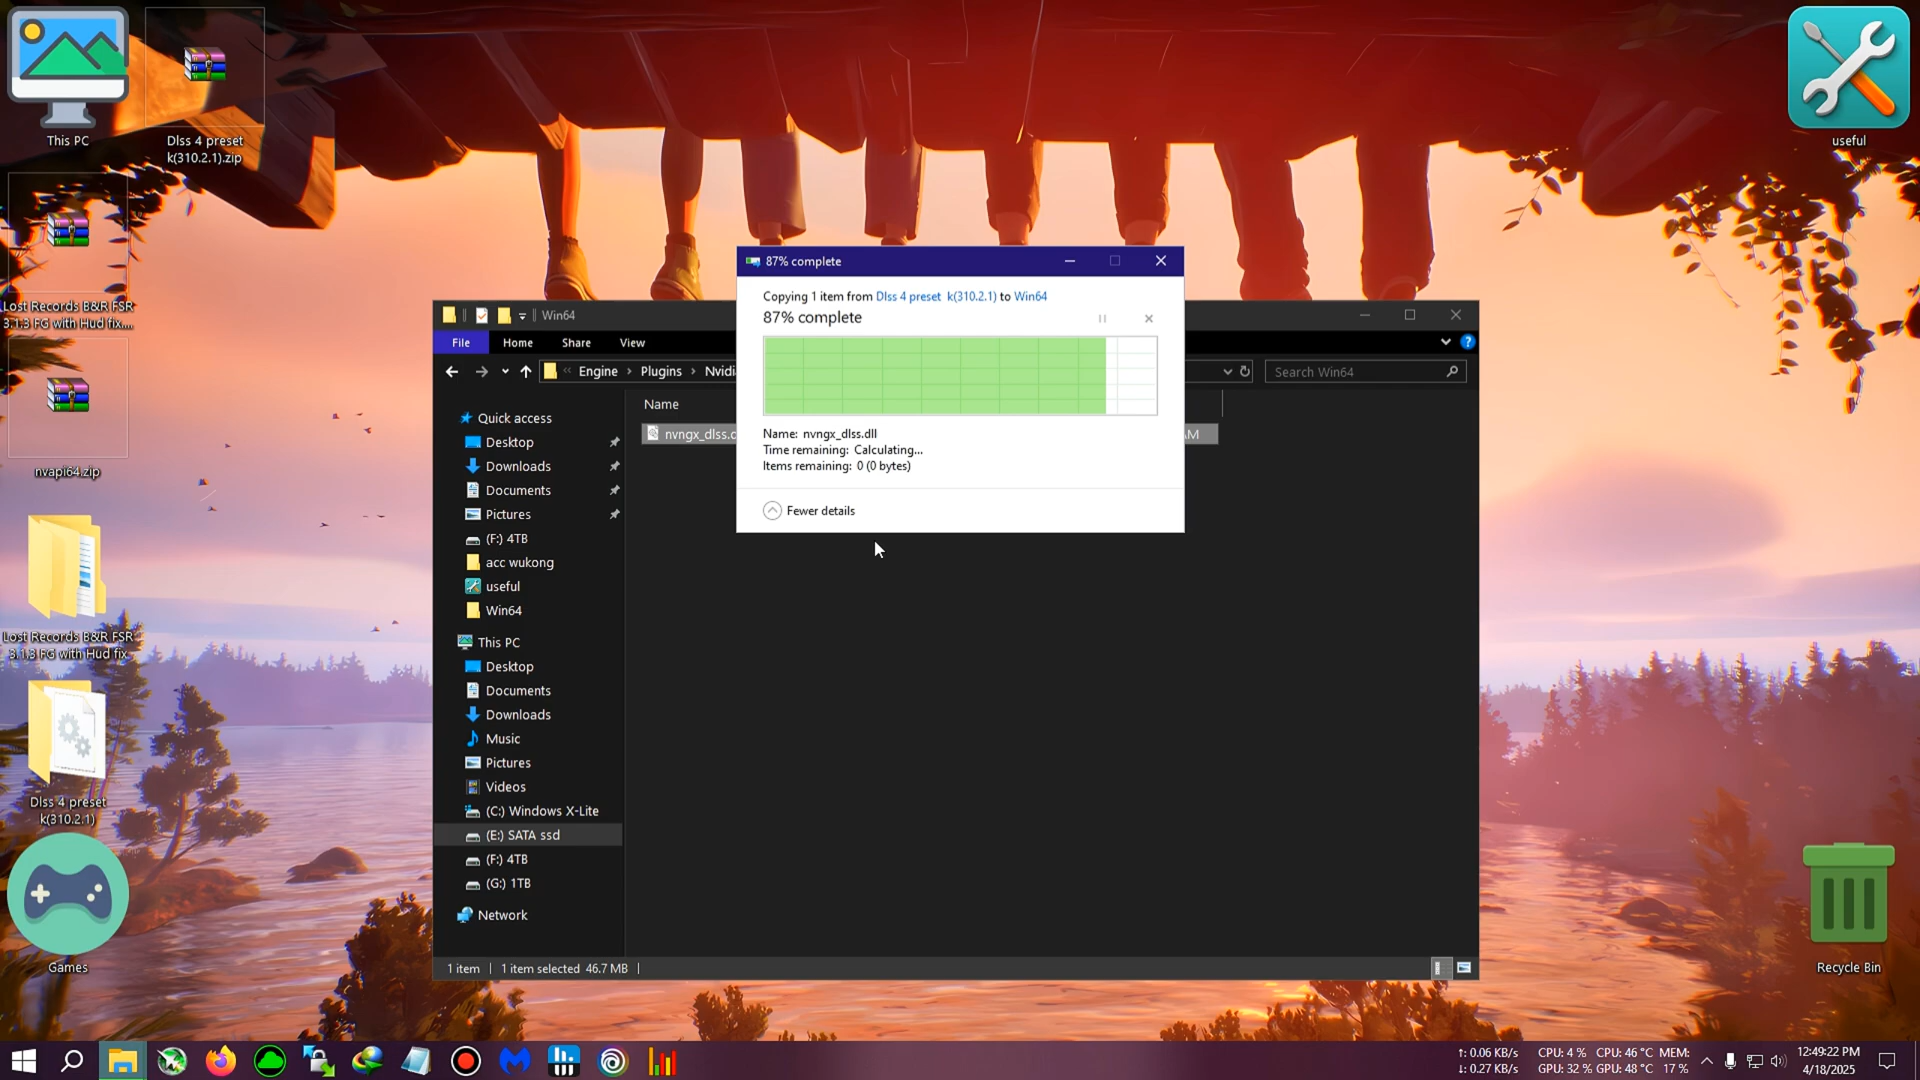 This PC
Dlss 4 preset
k(310.2.1).zip
useful
Lost Records B&R FSR
3.1.3 FG with Hud fix....
nvapi64.zip
Lost Records B&R FSR
3.1.3 FG with Hud fix
Dlss 4 preset
k(310.2.1)
Games
Recycle Bin
87% complete
Copying 1 item from Dlss 4 preset k(310.2.1) to Win64
87% complete
Name: nvngx_dlss.dll
Time remaining: Calculating...
Items remaining: 0 (0 bytes)
Fewer details
Win64
File Home Share View
Engine › Plugins › Nvidi
Search Win64
Name
nvngx_dlss.d
AM
Quick access
Desktop
Downloads
Documents
Pictures
(F:) 4TB
acc wukong
useful
Win64
This PC
Desktop
Documents
Downloads
Music
Pictures
Videos
(C:) Windows X-Lite
(E:) SATA ssd
(F:) 4TB
(G:) 1TB
Network
1 item 1 item selected 46.7 MB
↑: 0.06 KB/s CPU: 4 % CPU: 46 °C MEM:
↓: 0.27 KB/s GPU: 32 % GPU: 48 °C 17 %
12:49:22 PM
4/18/2025